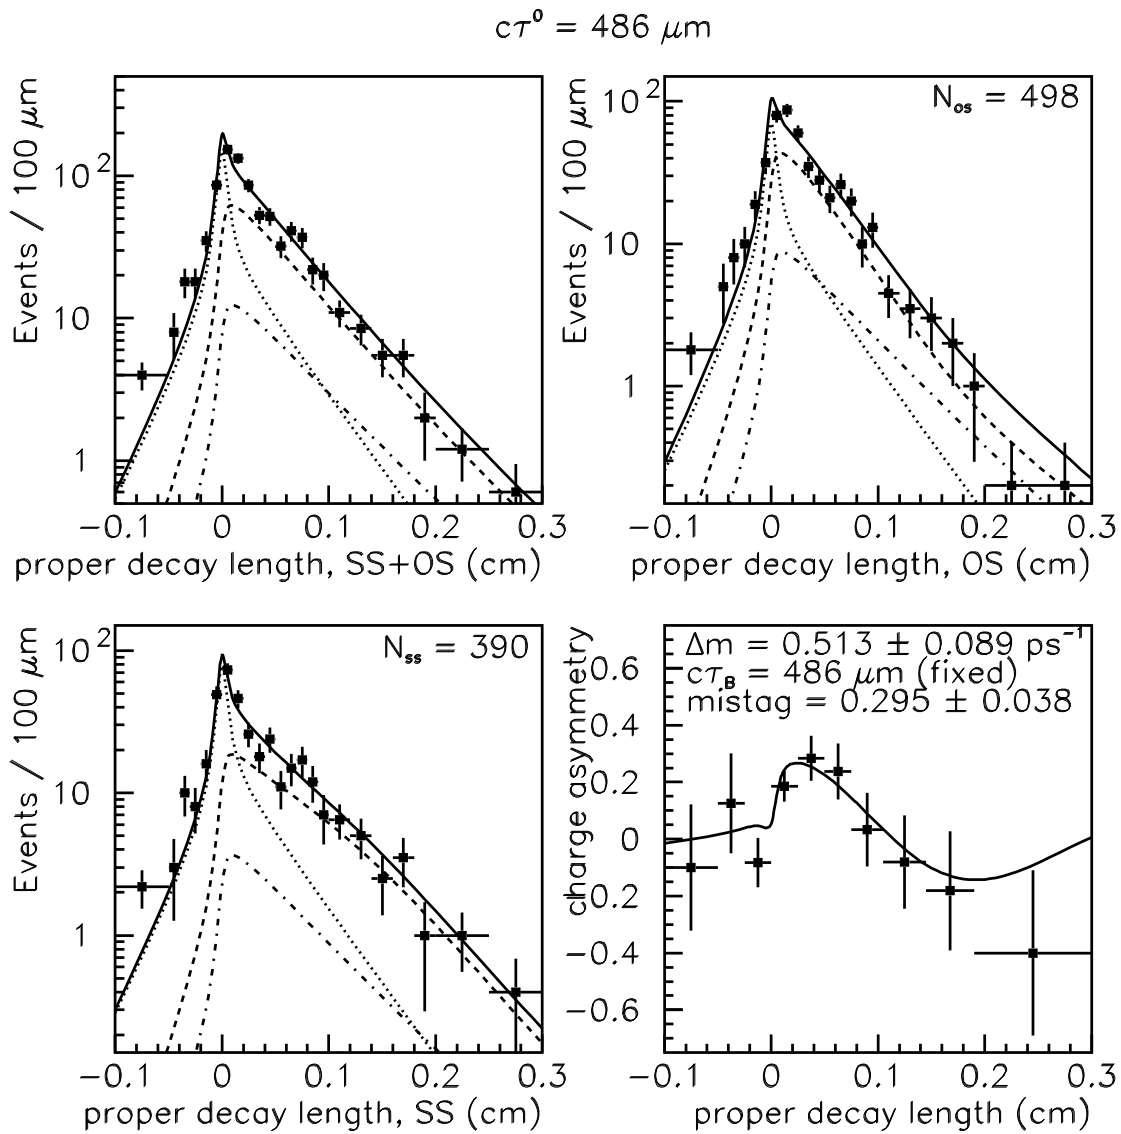 cτ⁰ = 486 μm
Events / 100 μm
10²
10
1
−0.1 0 0.1 0.2 0.3
proper decay length, SS+OS (cm)
N_os = 498
Events / 100 μm
10²
10
1
−0.1 0 0.1 0.2 0.3
proper decay length, OS (cm)
N_ss = 390
Events / 100 μm
10²
10
1
−0.1 0 0.1 0.2 0.3
proper decay length, SS (cm)
Δm = 0.513 ± 0.089 ps⁻¹
cτ_B = 486 μm (fixed)
mistag = 0.295 ± 0.038
charge asymmetry
0.6
0.4
0.2
0
−0.2
−0.4
−0.6
−0.1 0 0.1 0.2 0.3
proper decay length (cm)